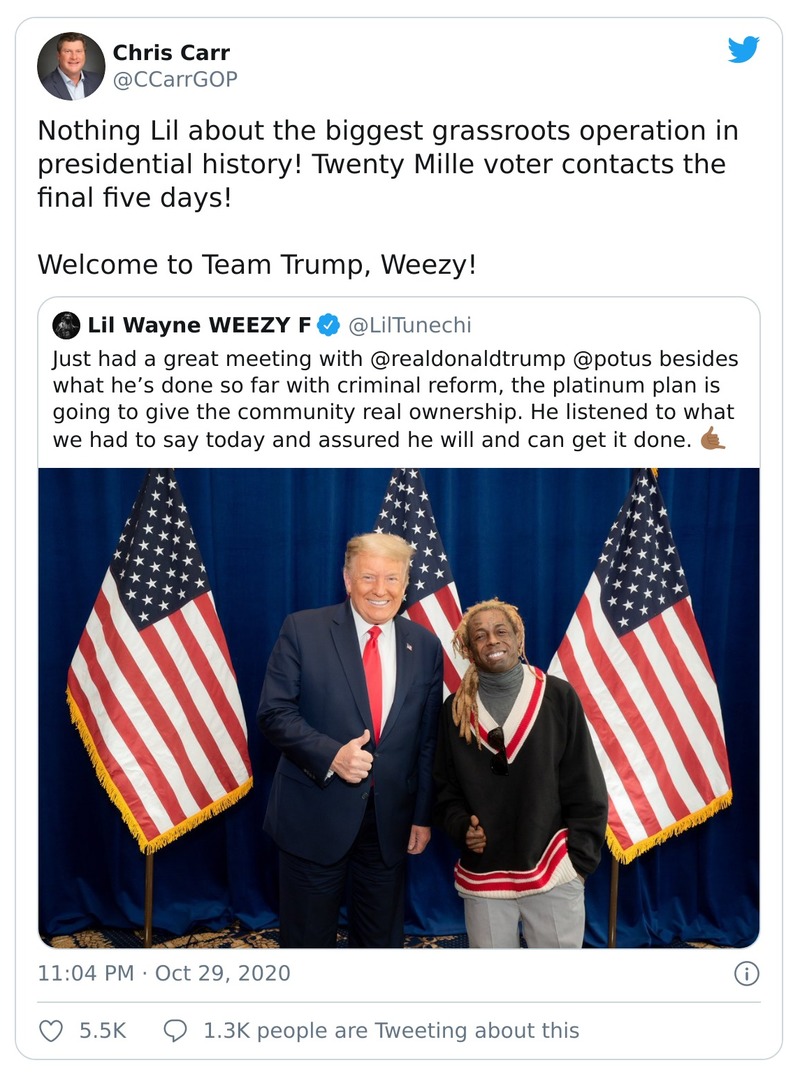 Chris Carr
@CCarrGOP
Nothing Lil about the biggest grassroots operation in
presidential history! Twenty Mille voter contacts the
final five days!
Welcome to Team Trump, Weezy!
Lil Wayne WEEZY F @LilTunechi
Just had a great meeting with @realdonaldtrump @potus besides
what he’s done so far with criminal reform, the platinum plan is
going to give the community real ownership. He listened to what
we had to say today and assured he will and can get it done. 🤙🏾
11:04 PM · Oct 29, 2020
5.5K 1.3K people are Tweeting about this